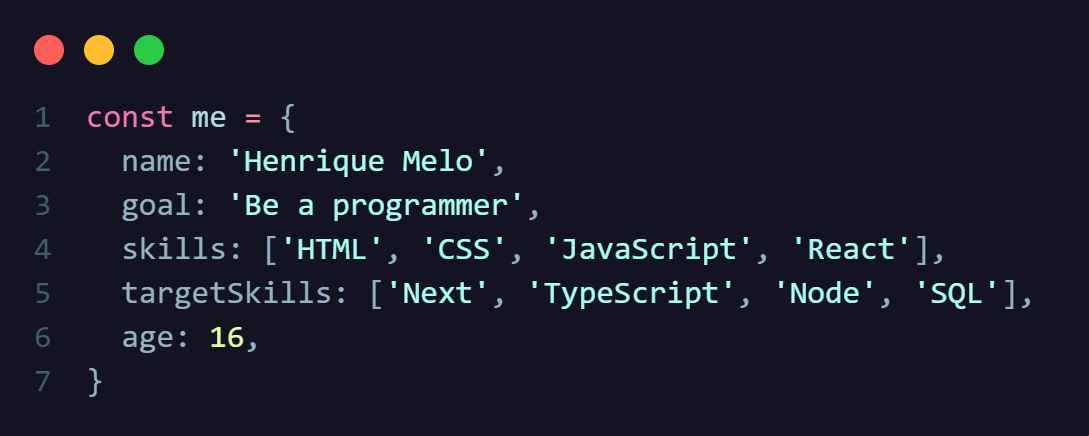 1 const me = {
2   name: 'Henrique Melo',
3   goal: 'Be a programmer',
4   skills: ['HTML', 'CSS', 'JavaScript', 'React'],
5   targetSkills: ['Next', 'TypeScript', 'Node', 'SQL'],
6   age: 16,
7 }